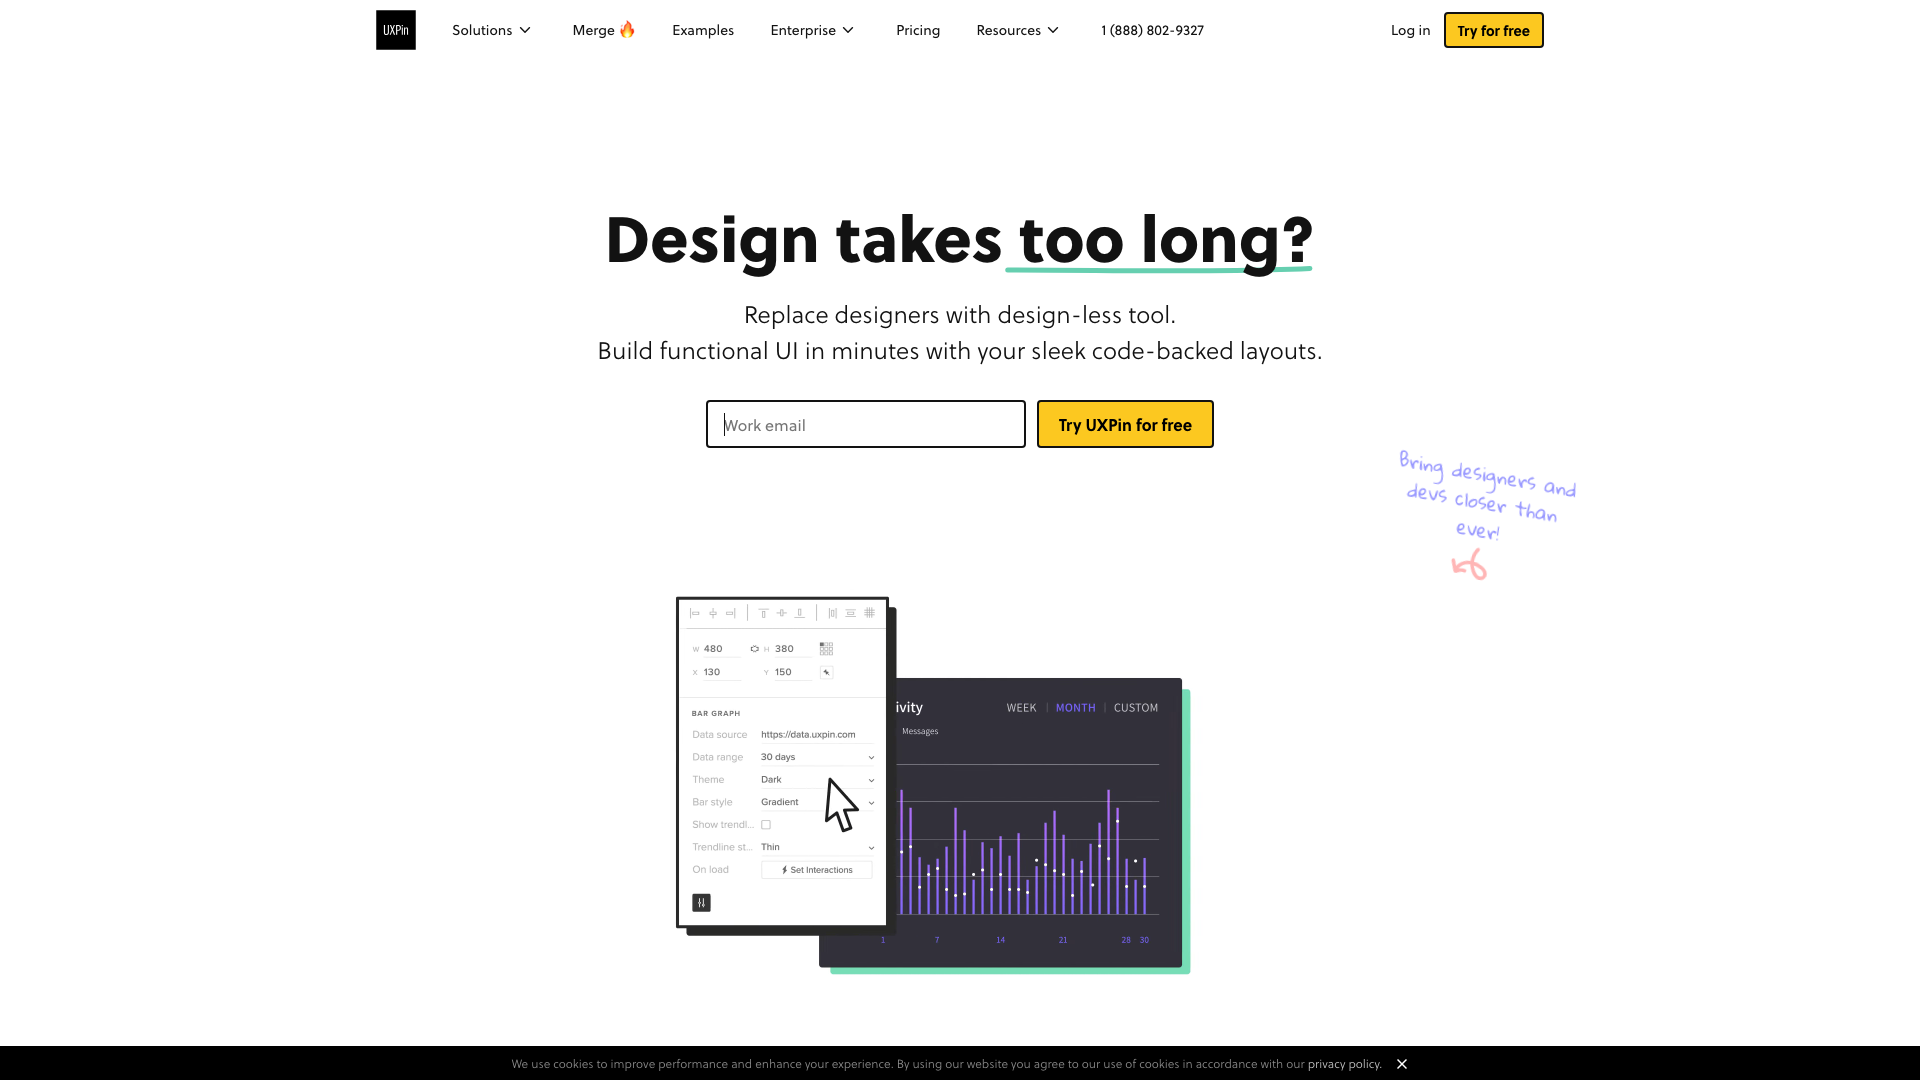 UXPin
Solutions
Merge 🔥
Examples
Enterprise
Pricing
Resources
1 (888) 802-9327
Log in
Try for free
Design takes too long?
Replace designers with design-less tool.
Build functional UI in minutes with your sleek code-backed layouts.
Work email
Try UXPin for free
Bring designers and
devs closer than
ever!
W 480 H 380
X 130 Y 150
BAR GRAPH
Data source https://data.uxpin.com
Data range 30 days
Theme Dark
Bar style Gradient
Show trendl...
Trendline st... Thin
On load Set Interactions
ivity
WEEK | MONTH | CUSTOM
Messages
1 7 14 21 28 30
We use cookies to improve performance and enhance your experience. By using our website you agree to our use of cookies in accordance with our privacy policy.